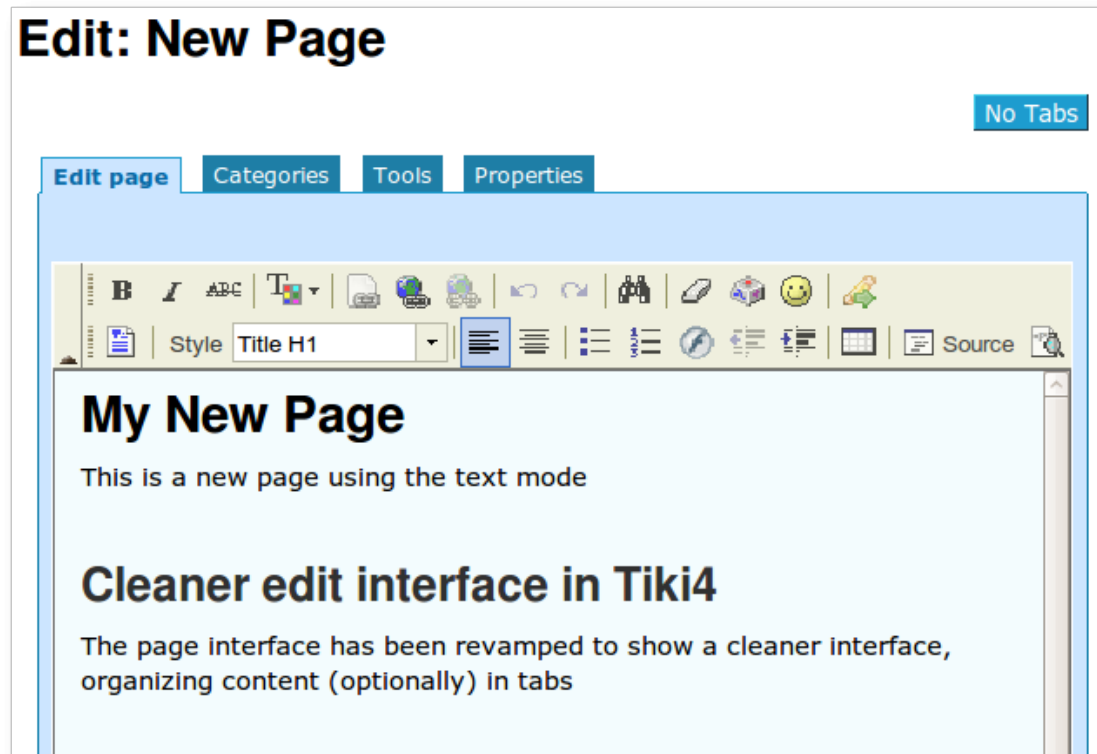 Edit: New Page
No Tabs
Edit page Categories Tools Properties
B I ABC T
Style Title H1 Source
My New Page
This is a new page using the text mode
Cleaner edit interface in Tiki4
The page interface has been revamped to show a cleaner interface,
organizing content (optionally) in tabs